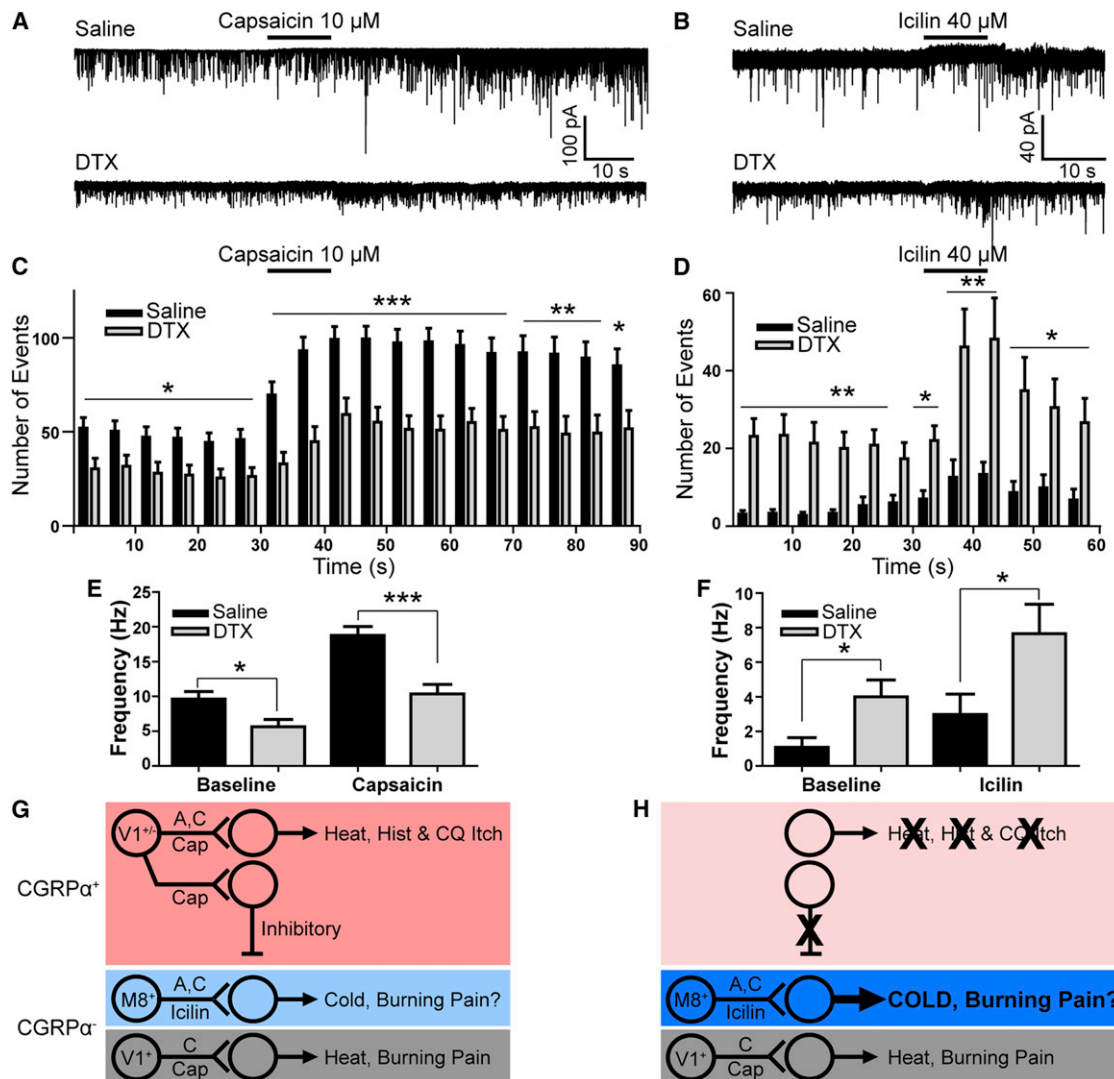 A
Capsaicin 10 µM
Saline
100 pA
10 s
DTX
B
Icilin 40 µM
Saline
40 pA
10 s
DTX
C
Capsaicin 10 µM
Saline
DTX
***
**
*
*
Number of Events
100
50
0
10 20 30 40 50 60 70 80 90
Time (s)
D
Icilin 40 µM
Saline
DTX
**
*
**
*
Number of Events
60
40
20
0
10 20 30 40 50 60
Time (s)
E
Saline
DTX
***
*
Frequency (Hz)
25
20
15
10
5
0
Baseline Capsaicin
F
Saline
DTX
*
*
Frequency (Hz)
10
8
6
4
2
0
Baseline Icilin
G
CGRPα+
V1+/-
A,C
Cap
Heat, Hist & CQ Itch
Cap
Inhibitory
CGRPα-
M8+
A,C
Icilin
Cold, Burning Pain?
V1+
C
Cap
Heat, Burning Pain
H
Heat, Hist & CQ Itch
X X X
X
M8+
A,C
Icilin
COLD, Burning Pain?
V1+
C
Cap
Heat, Burning Pain